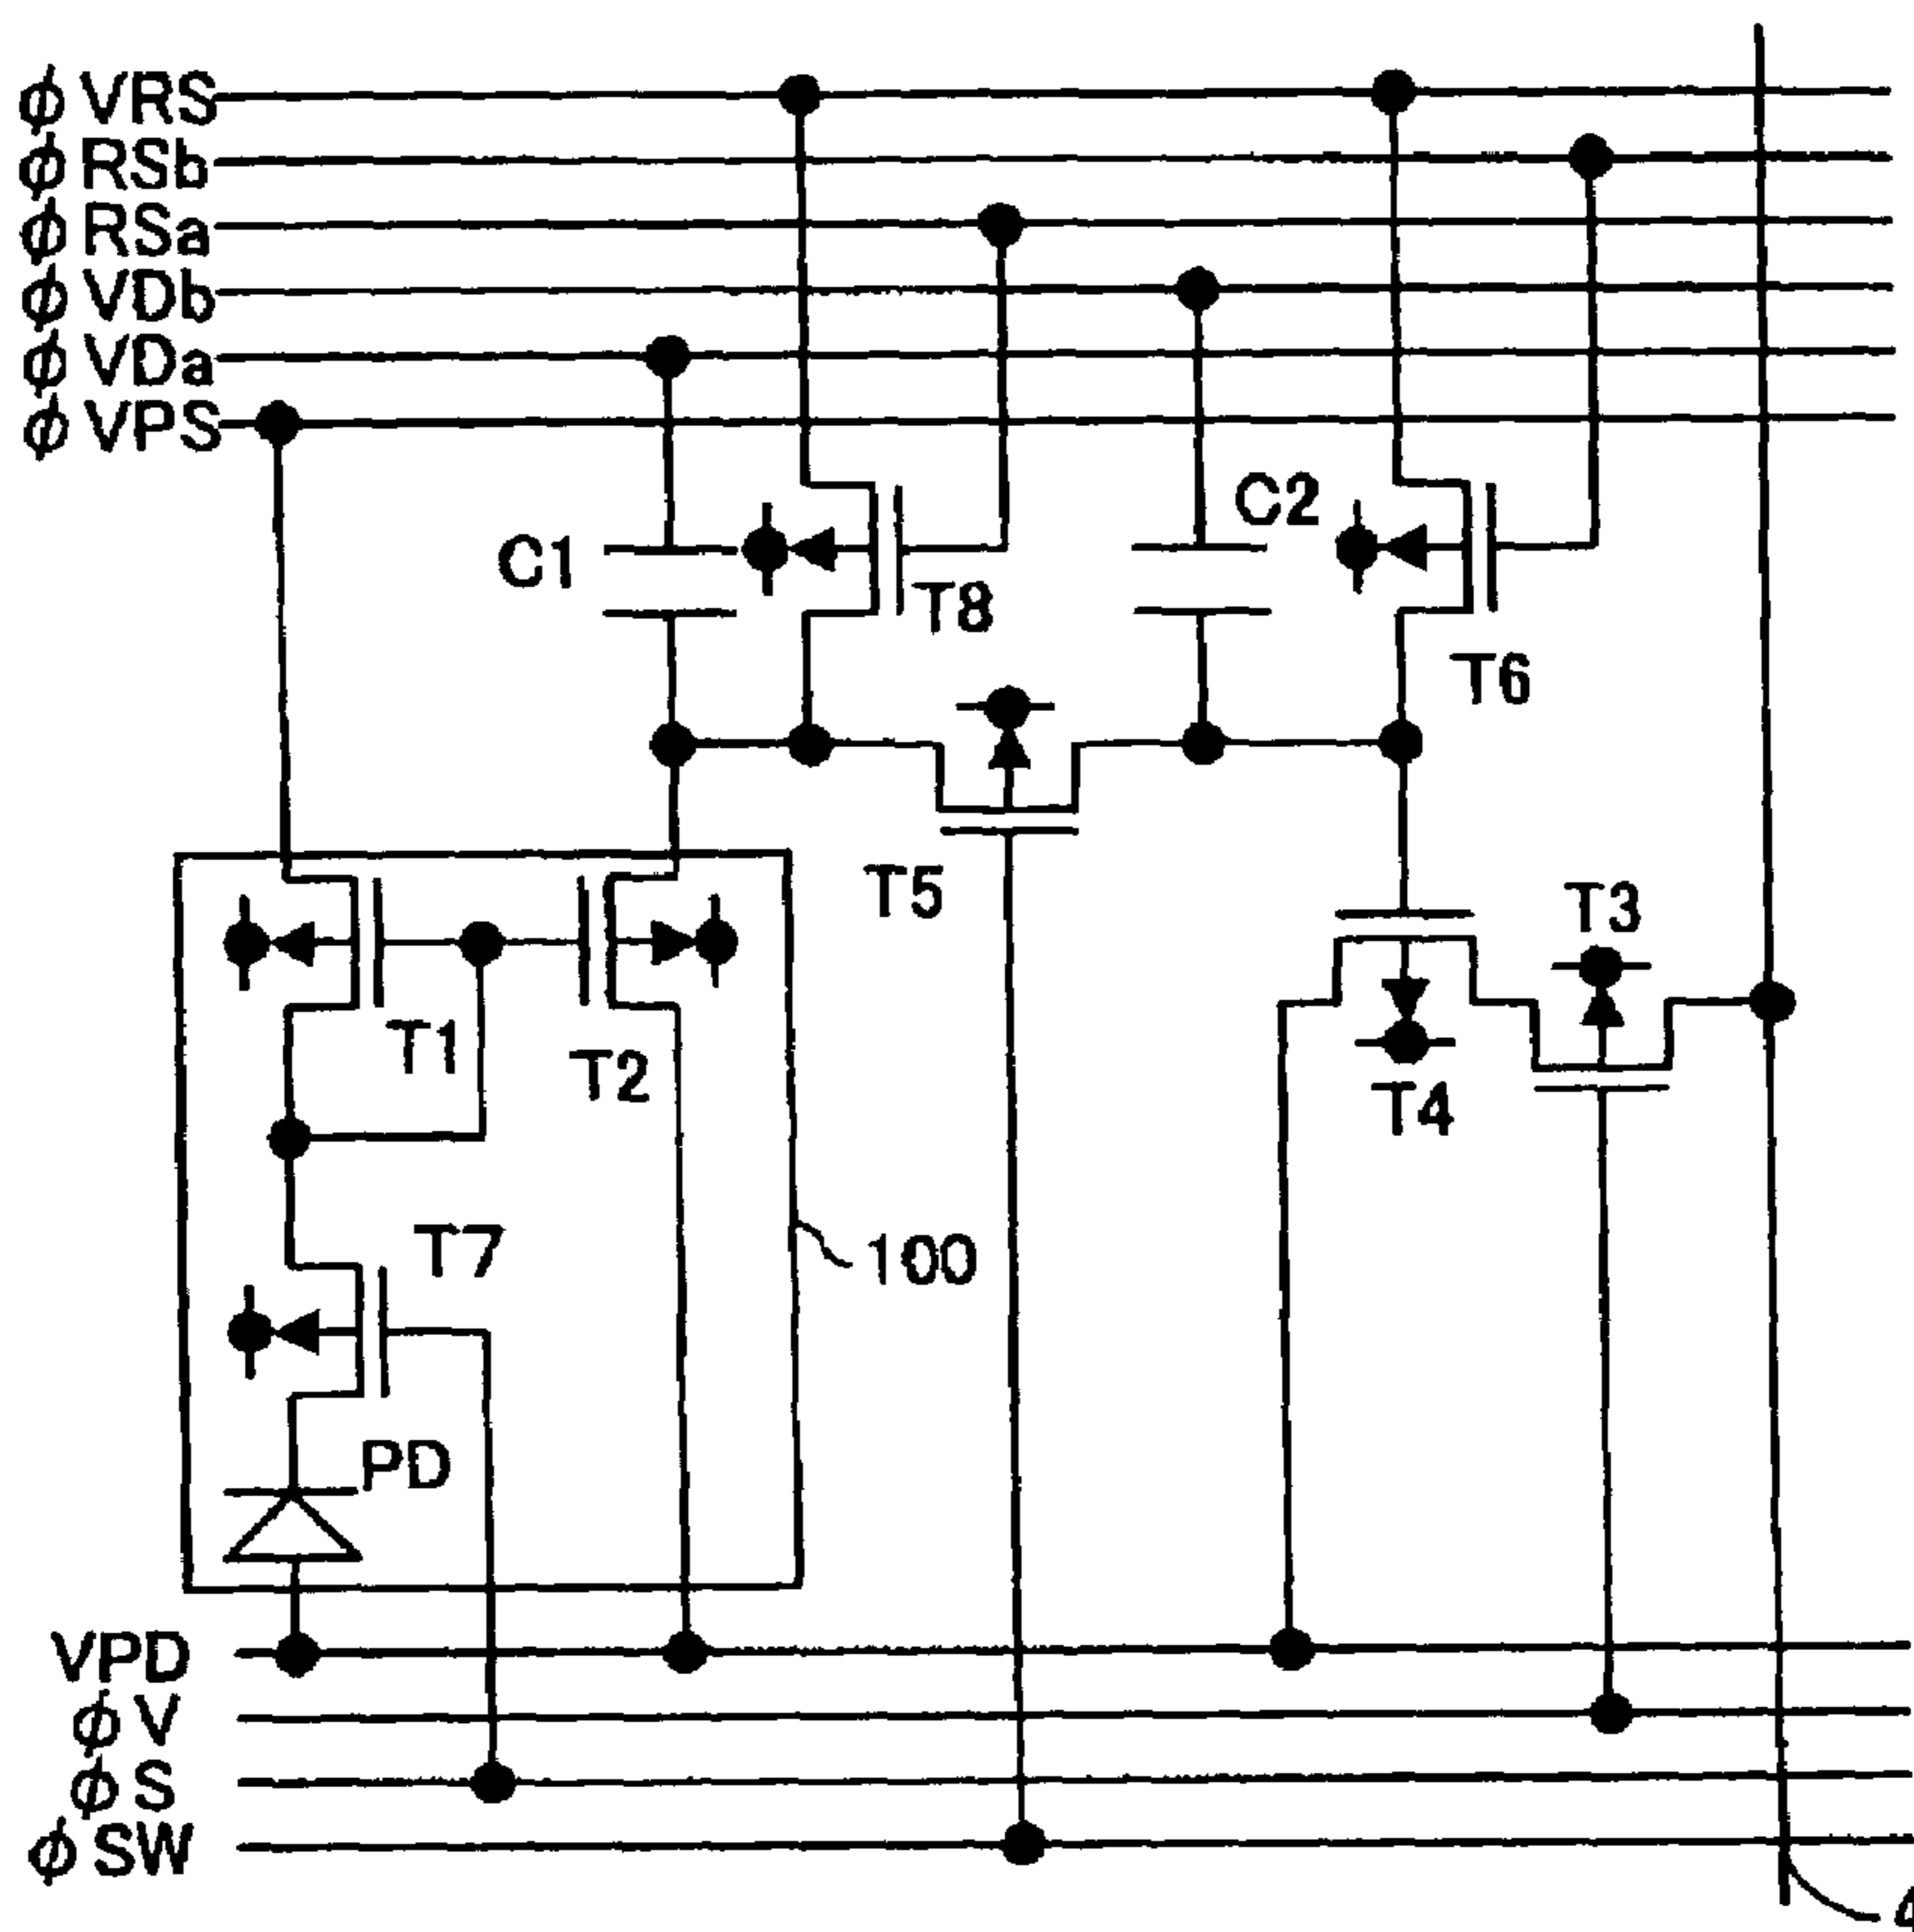 ϕVRS
ϕRSb
ϕRSa
ϕVDb
ϕVDa
ϕVPS
C2
C1
T8
T6
T5
T3
T1
T2
T4
T7
100
PD
VPD
ϕV
ϕS
ϕSW